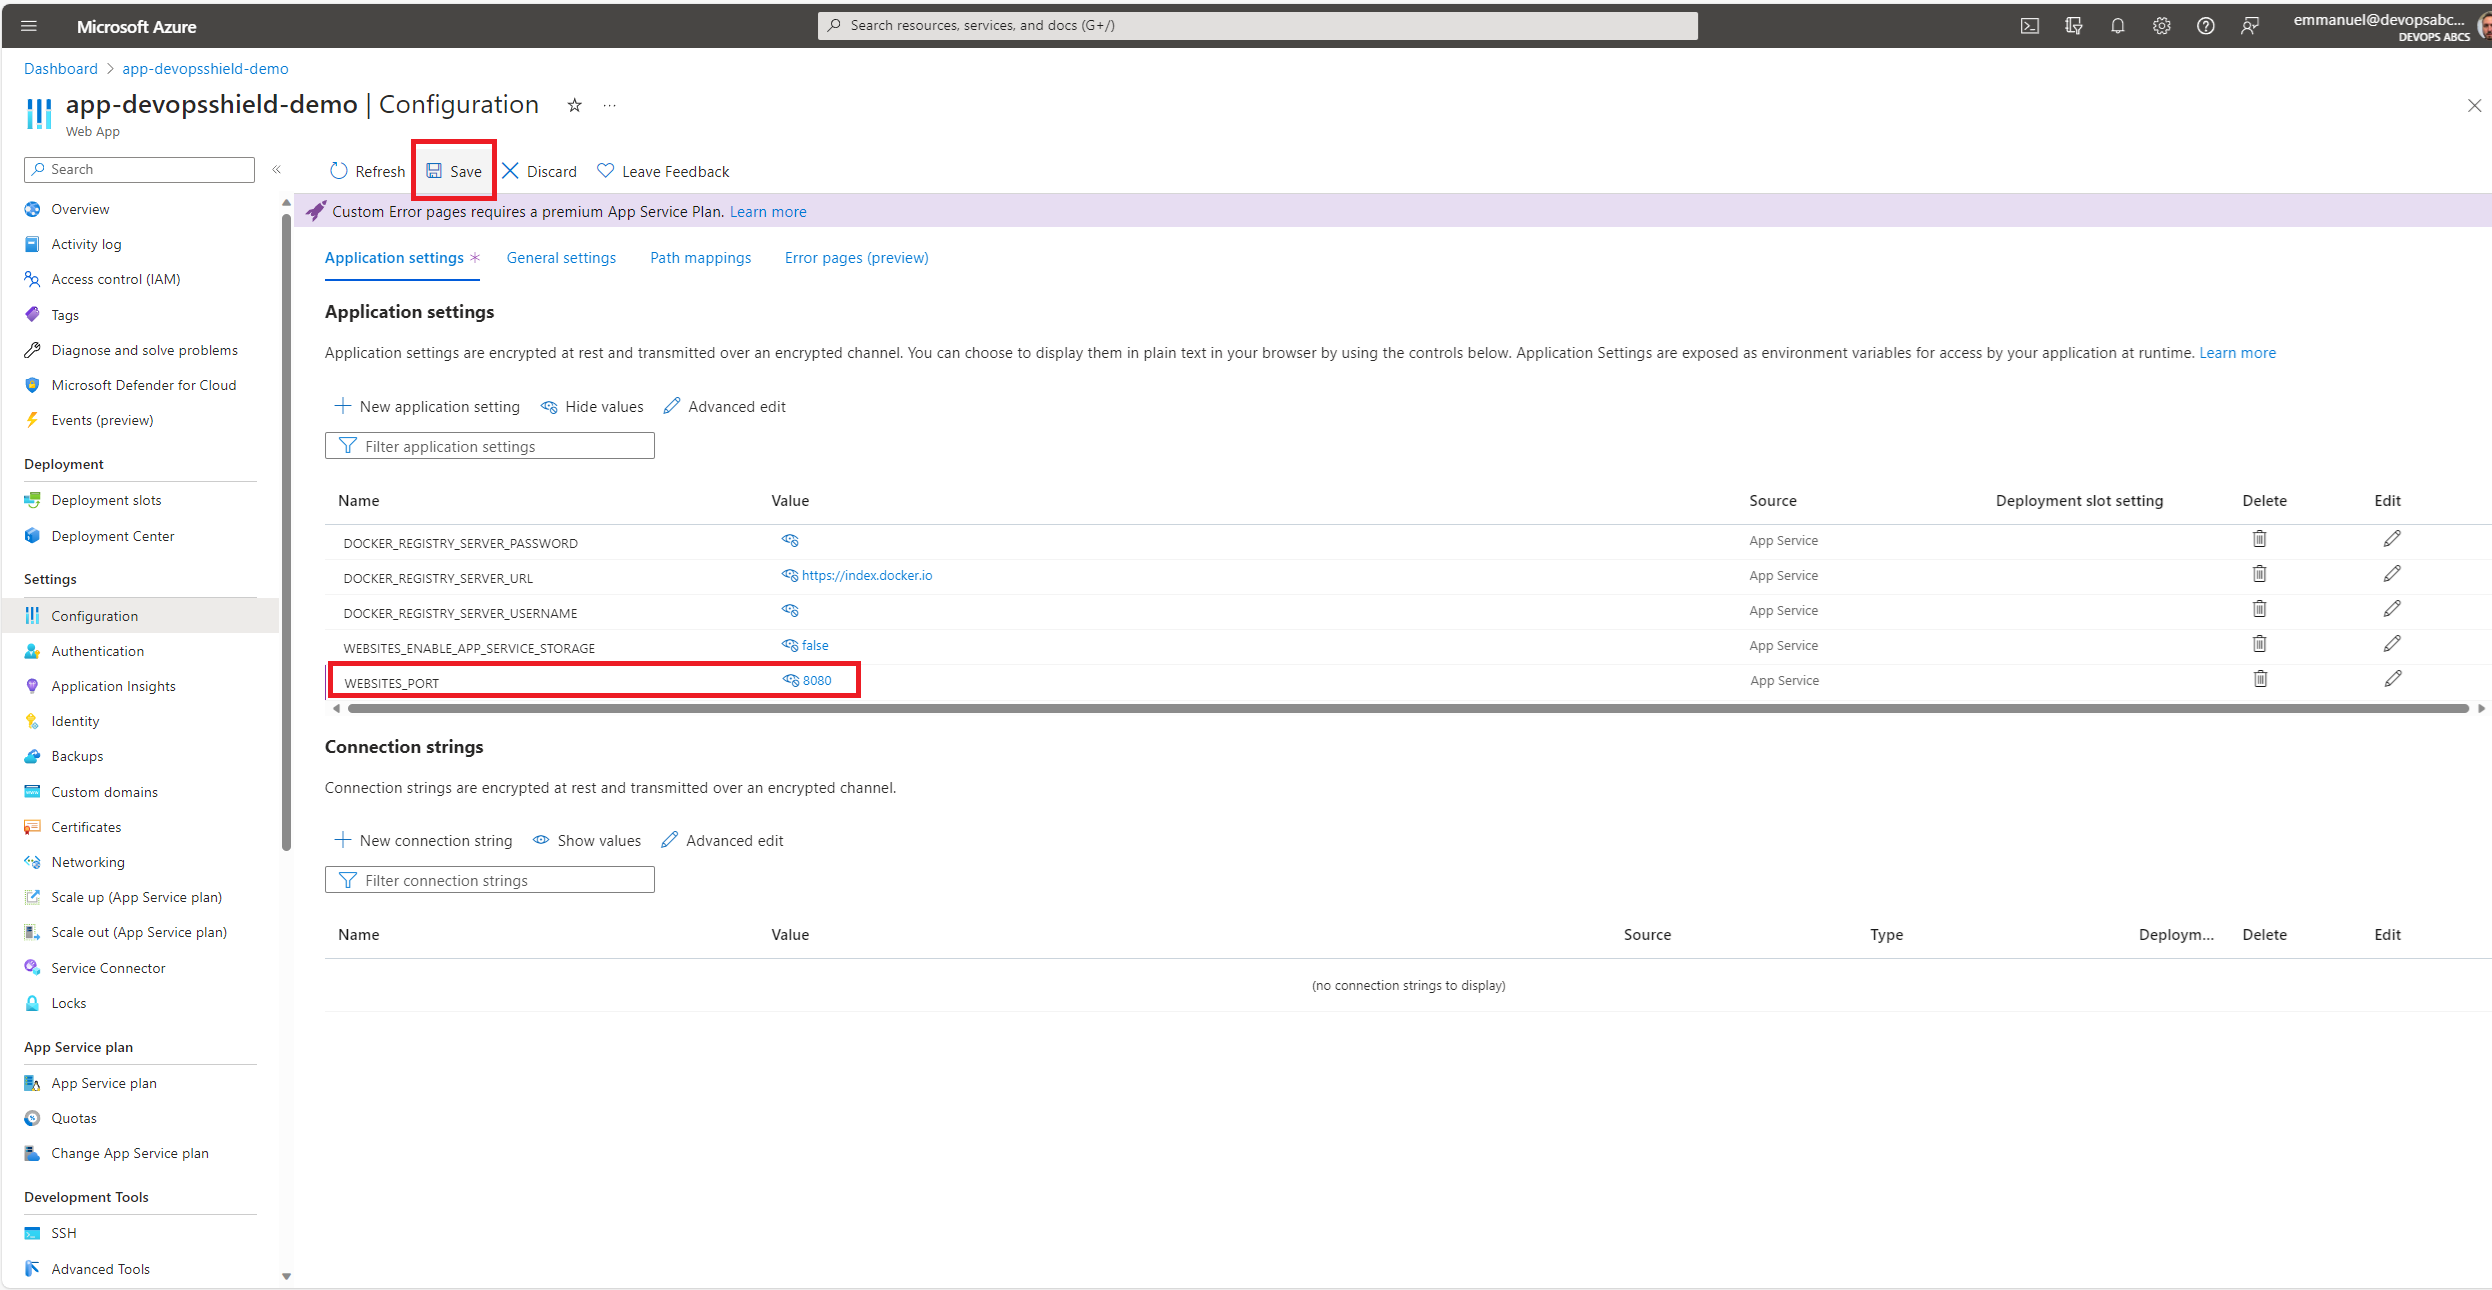 Microsoft Azure
Search resources, services, and docs (G+/)
emmanuel@devopsabc...
DEVOPS ABCS
Dashboard > app-devopsshield-demo
app-devopsshield-demo | Configuration
Web App
Search
Refresh Save Discard Leave Feedback
Custom Error pages requires a premium App Service Plan. Learn more
Application settings * General settings Path mappings Error pages (preview)
Application settings
Application settings are encrypted at rest and transmitted over an encrypted channel. You can choose to display them in plain text in your browser by using the controls below. Application Settings are exposed as environment variables for access by your application at runtime. Learn more
New application setting Hide values Advanced edit
Filter application settings
Name Value Source Deployment slot setting Delete Edit
DOCKER_REGISTRY_SERVER_PASSWORD App Service
DOCKER_REGISTRY_SERVER_URL https://index.docker.io App Service
DOCKER_REGISTRY_SERVER_USERNAME App Service
WEBSITES_ENABLE_APP_SERVICE_STORAGE false App Service
WEBSITES_PORT 8080 App Service
Connection strings
Connection strings are encrypted at rest and transmitted over an encrypted channel.
New connection string Show values Advanced edit
Filter connection strings
Name Value Source Type Deploym... Delete Edit
(no connection strings to display)
Overview
Activity log
Access control (IAM)
Tags
Diagnose and solve problems
Microsoft Defender for Cloud
Events (preview)
Deployment
Deployment slots
Deployment Center
Settings
Configuration
Authentication
Application Insights
Identity
Backups
Custom domains
Certificates
Networking
Scale up (App Service plan)
Scale out (App Service plan)
Service Connector
Locks
App Service plan
App Service plan
Quotas
Change App Service plan
Development Tools
SSH
Advanced Tools